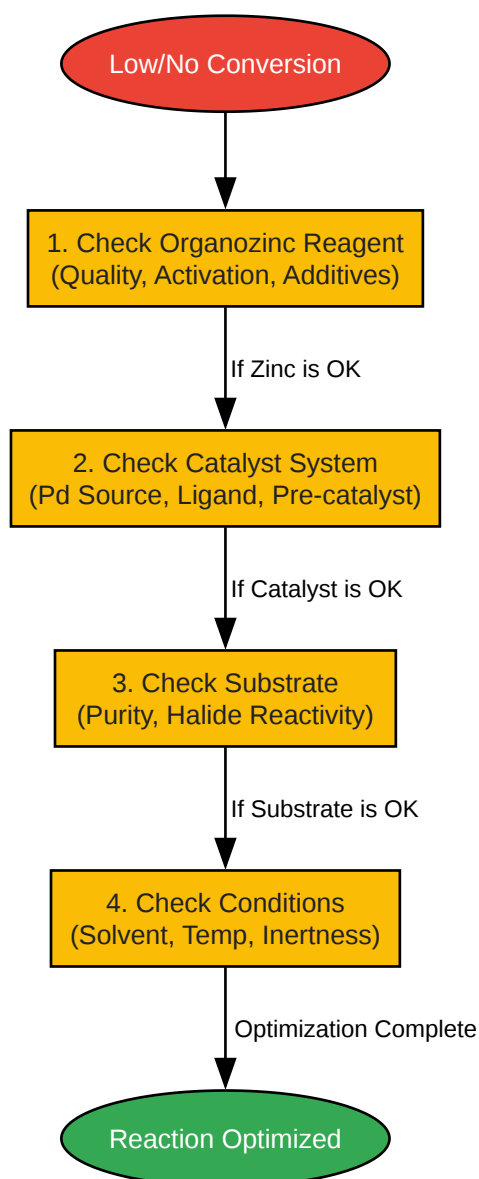 Low/No Conversion
1. Check Organozinc Reagent
(Quality, Activation, Additives)
If Zinc is OK
2. Check Catalyst System
(Pd Source, Ligand, Pre-catalyst)
If Catalyst is OK
3. Check Substrate
(Purity, Halide Reactivity)
If Substrate is OK
4. Check Conditions
(Solvent, Temp, Inertness)
Optimization Complete
Reaction Optimized